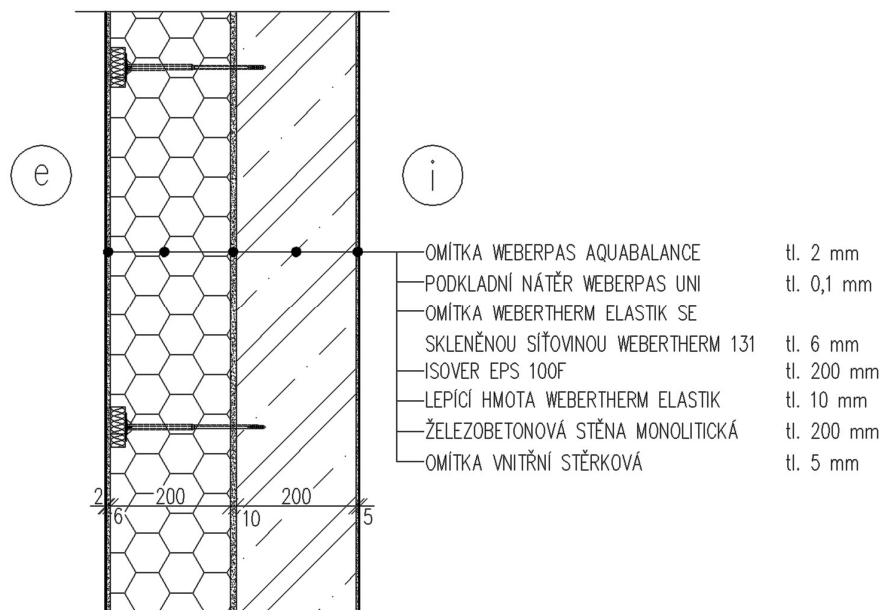 e
i
OMÍTKA WEBERPAS AQUABALANCE tl. 2 mm
PODKLADNÍ NÁTĚR WEBERPAS UNI tl. 0,1 mm
OMÍTKA WEBERTHERM ELASTIK SE
SKLENĚNOU SÍŤOVINOU WEBERTHERM 131 tl. 6 mm
ISOVER EPS 100F tl. 200 mm
LEPÍCÍ HMOTA WEBERTHERM ELASTIK tl. 10 mm
ŽELEZOBETONOVÁ STĚNA MONOLITICKÁ tl. 200 mm
OMÍTKA VNITŘNÍ STĚRKOVÁ tl. 5 mm
2 200 200
6 10 5